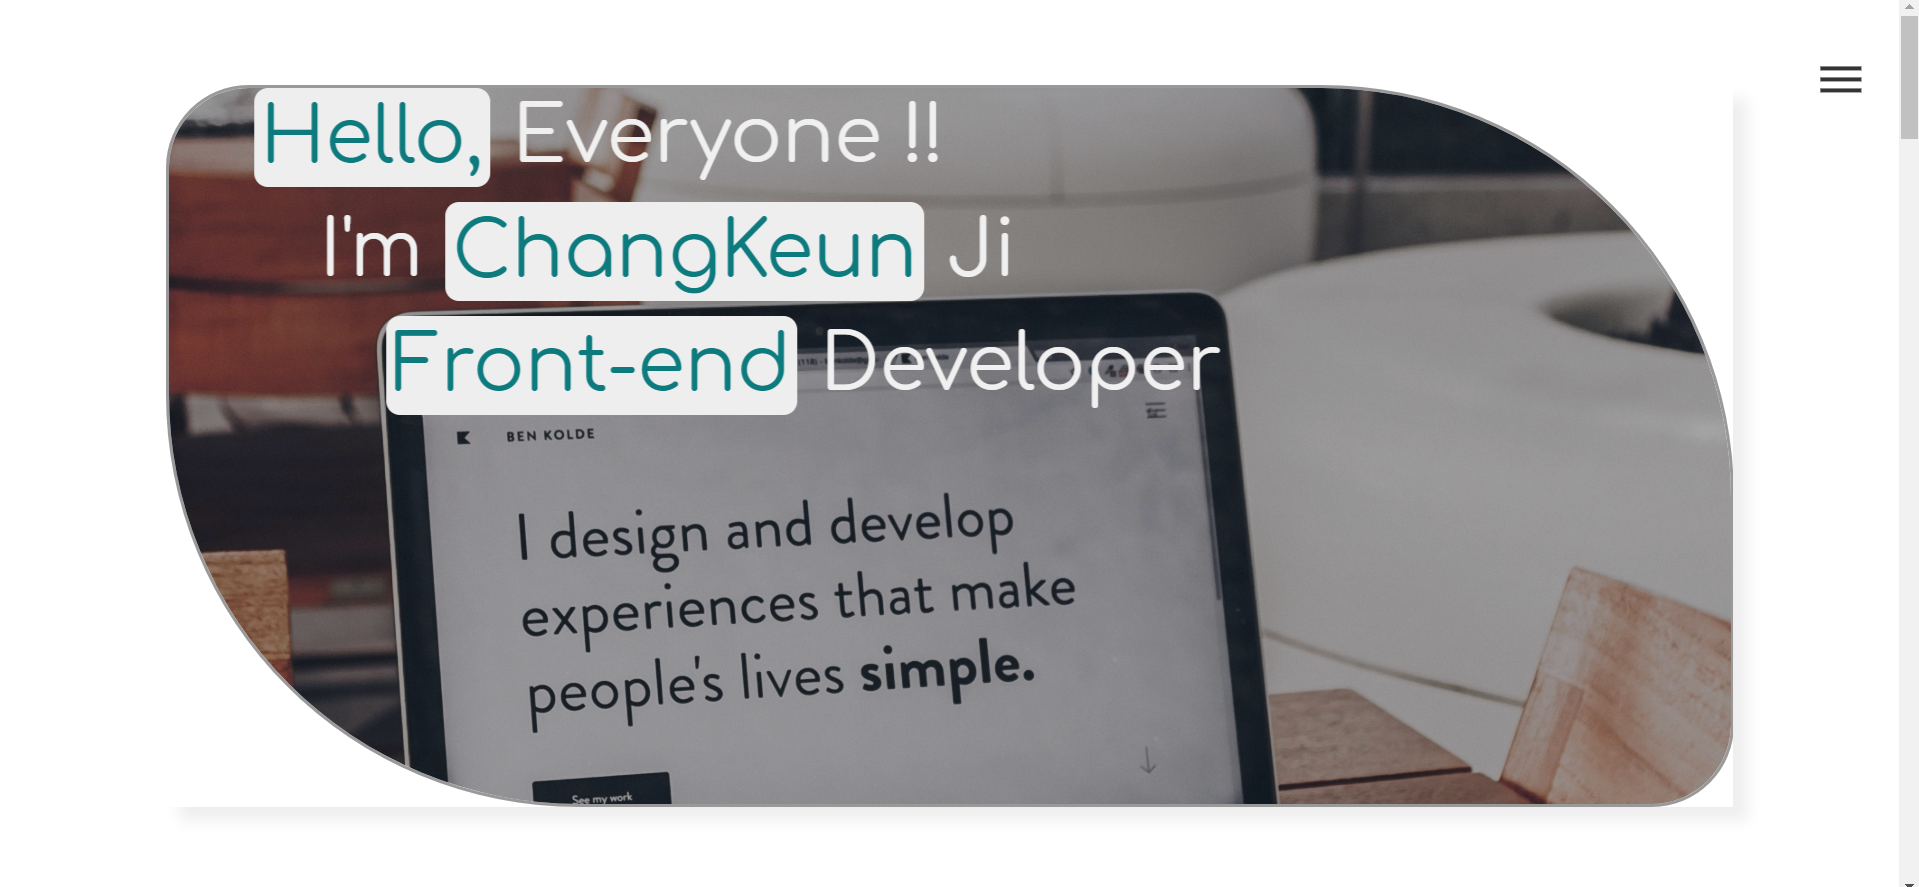 Hello, Everyone !!
I'm ChangKeun Ji
Front-end Developer
BEN KOLDE
I design and develop
experiences that make
people's lives simple.
See my work